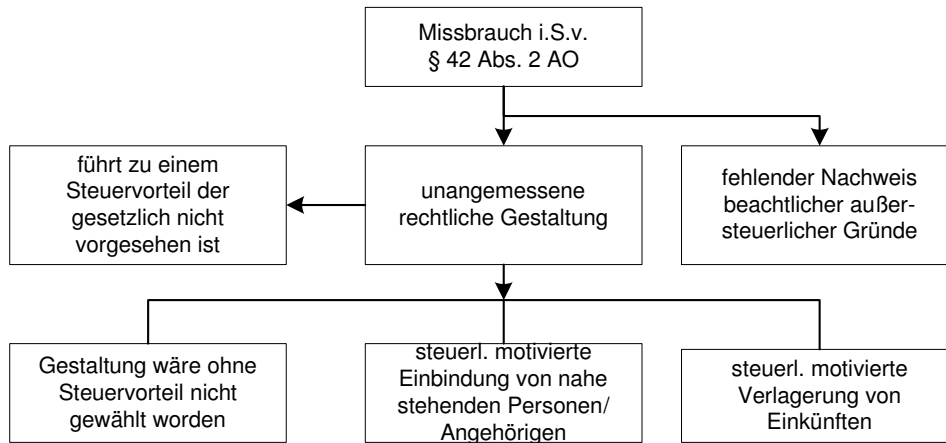 Missbrauch i.S.v.
§ 42 Abs. 2 AO
führt zu einem
Steuervorteil der
gesetzlich nicht
vorgesehen ist
unangemessene
rechtliche Gestaltung
fehlender Nachweis
beachtlicher außer-
steuerlicher Gründe
Gestaltung wäre ohne
Steuervorteil nicht
gewählt worden
steuerl. motivierte
Einbindung von nahe
stehenden Personen/
Angehörigen
steuerl. motivierte
Verlagerung von
Einkünften